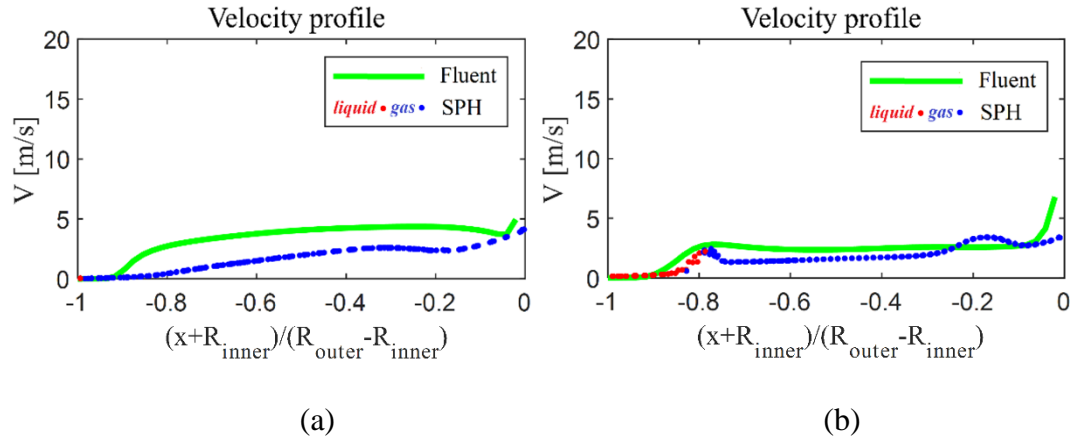 Velocity profile
20
15
10
5
0
V [m/s]
Fluent
liquid • gas • SPH
-1 -0.8 -0.6 -0.4 -0.2 0
(x+R_inner)/(R_outer-R_inner)
(a)
Velocity profile
20
15
10
5
0
V [m/s]
Fluent
liquid • gas • SPH
-1 -0.8 -0.6 -0.4 -0.2 0
(x+R_inner)/(R_outer-R_inner)
(b)